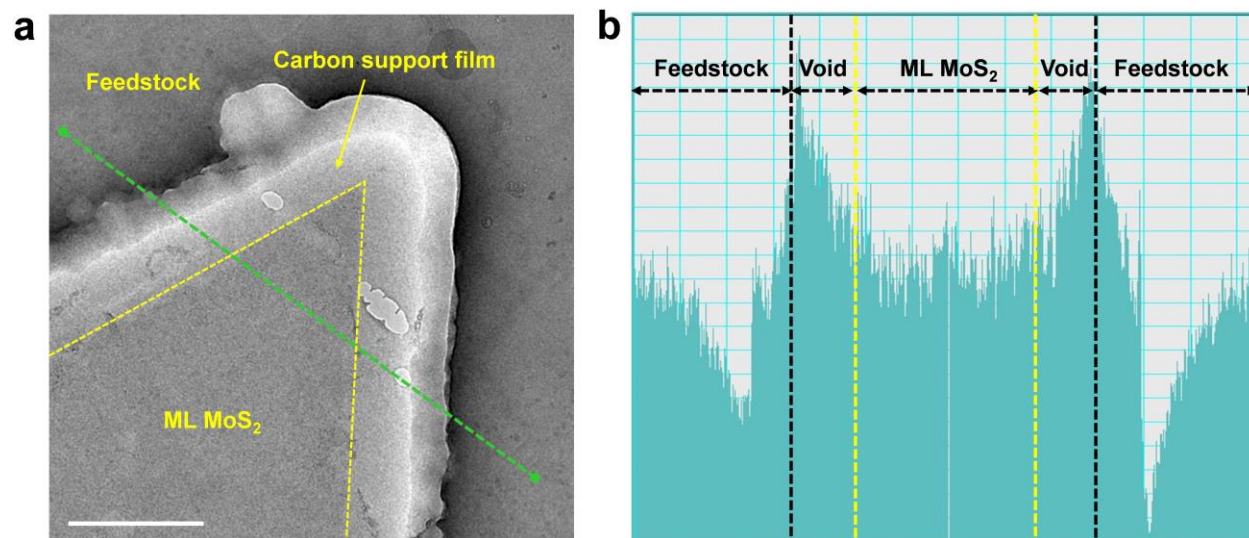 a
Feedstock
Carbon support film
ML MoS₂
b
Feedstock
Void
ML MoS₂
Void
Feedstock